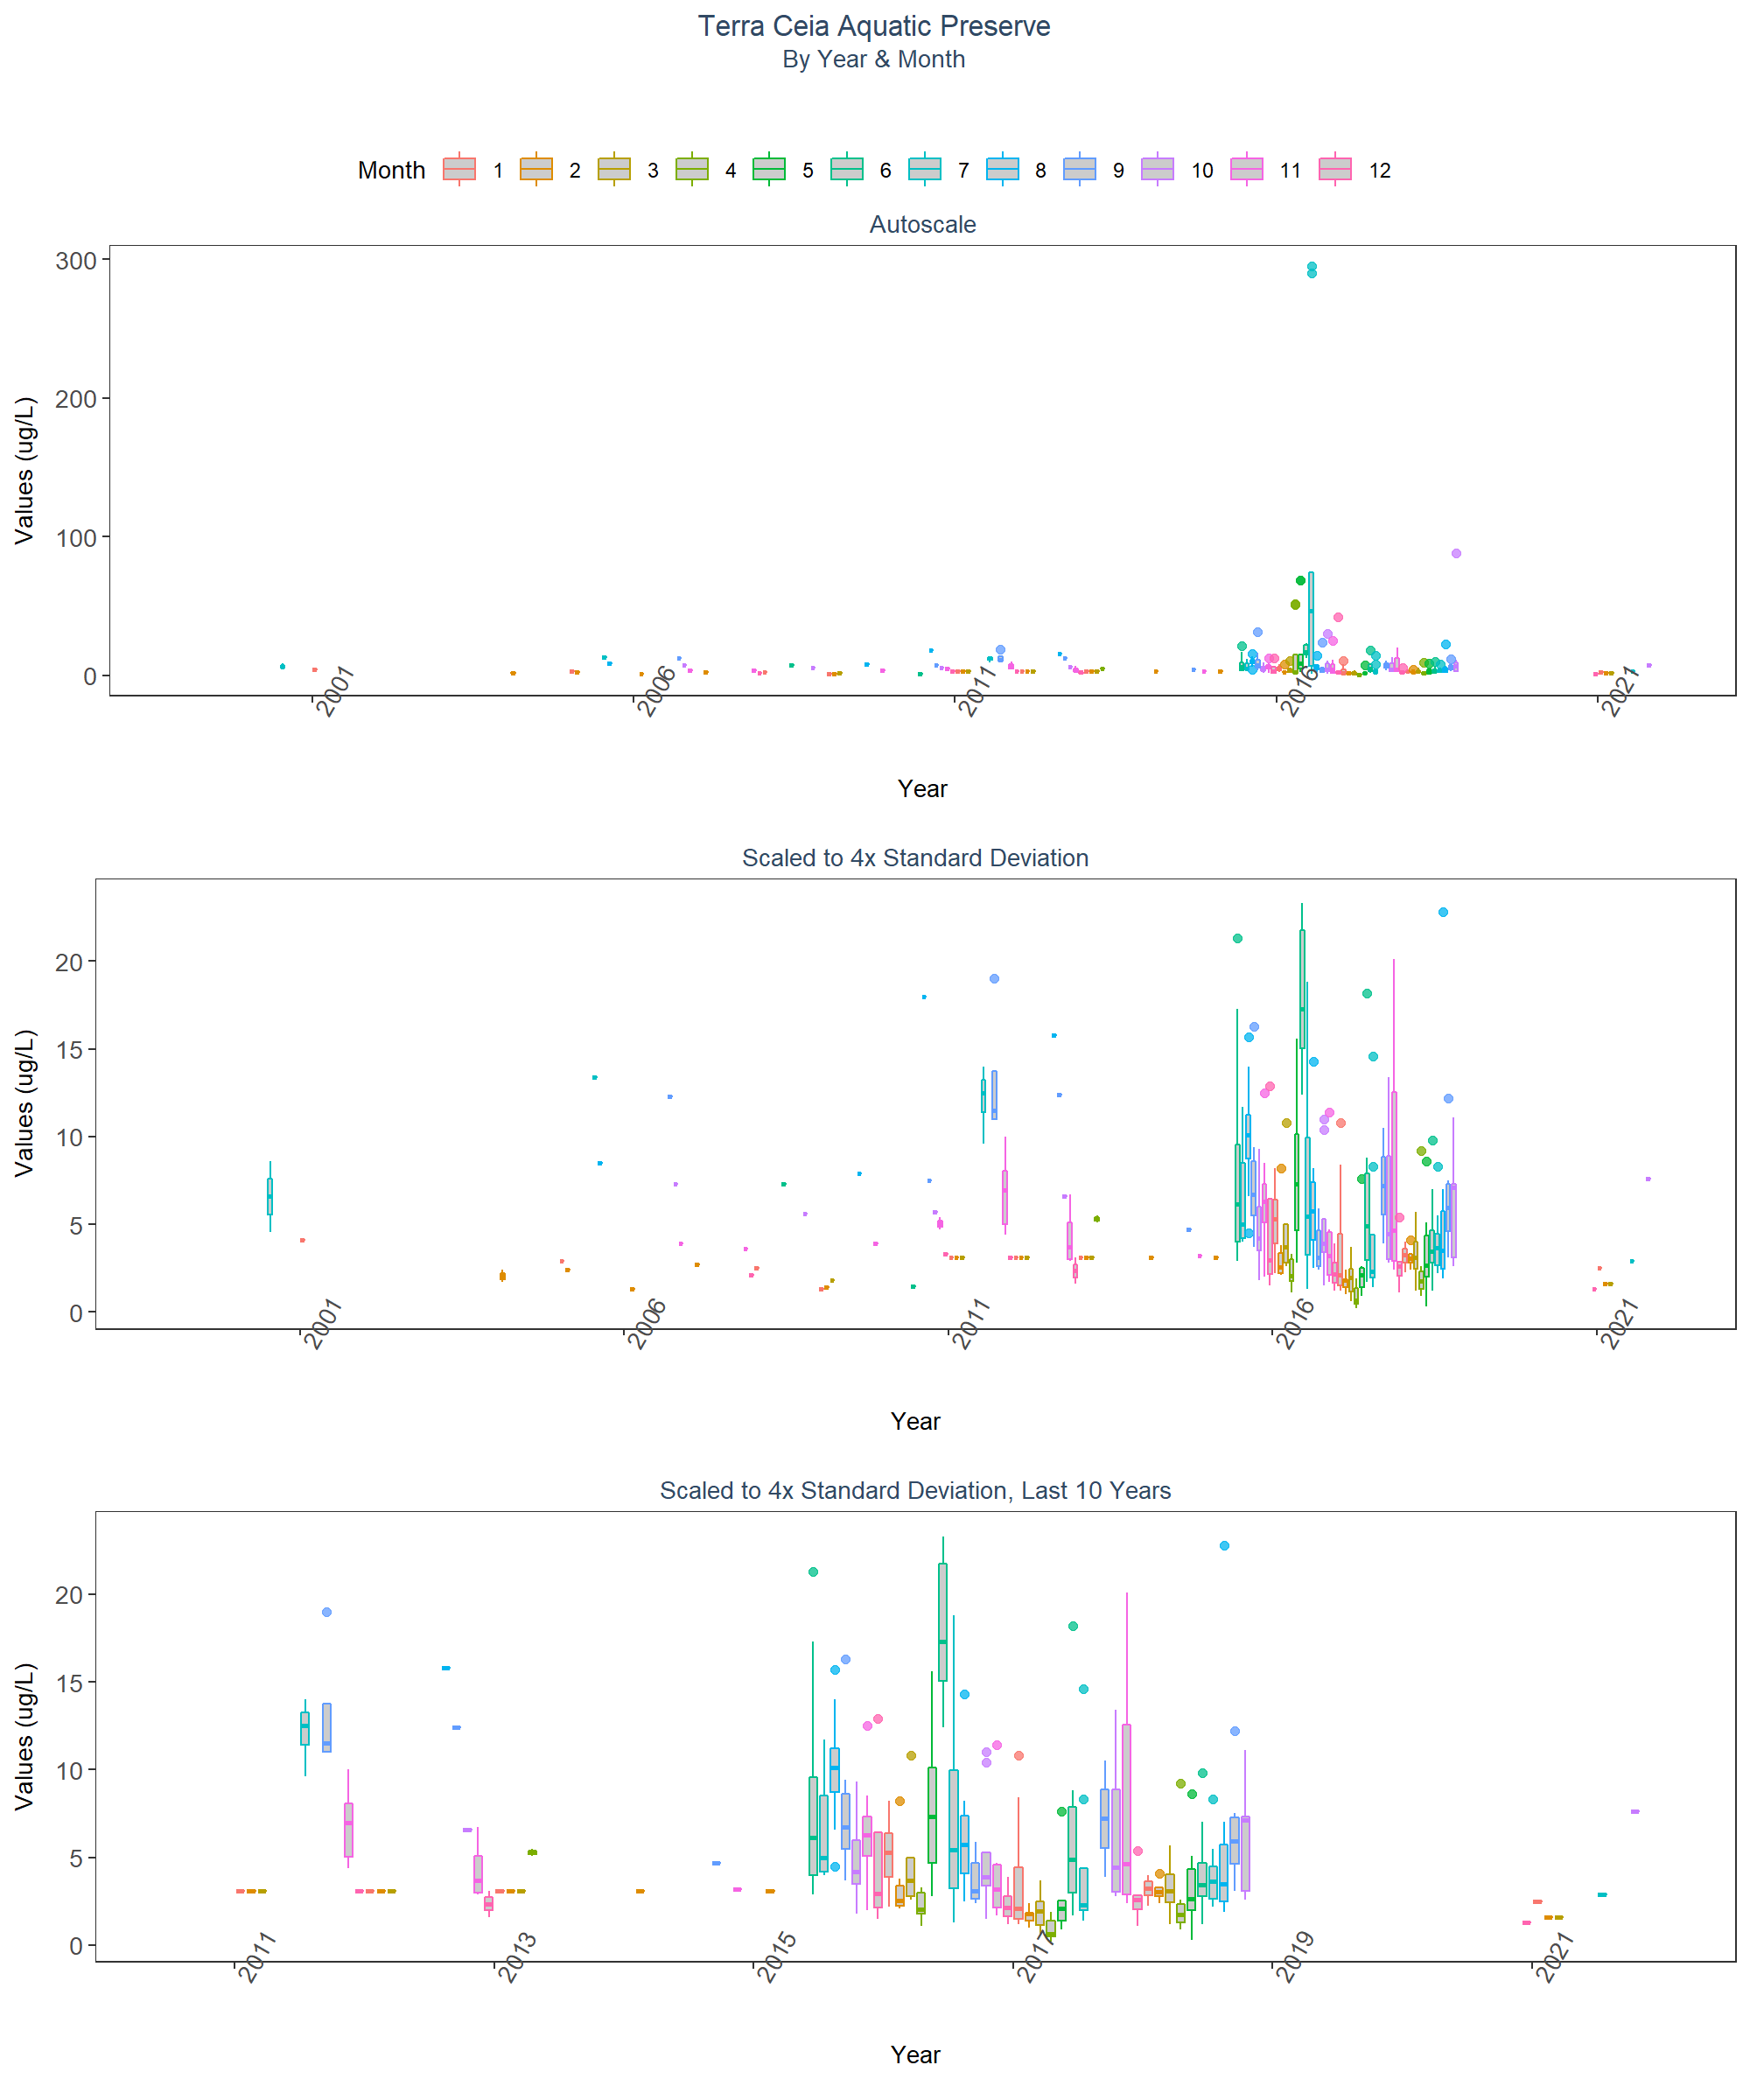 Terra Ceia Aquatic Preserve
By Year & Month
Month 1 2 3 4 5 6 7 8 9 10 11 12
Autoscale
Values (ug/L)
300
200
100
0
2001 2006 2011 2016 2021
Year
Scaled to 4x Standard Deviation
Values (ug/L)
20
15
10
5
0
2001 2006 2011 2016 2021
Year
Scaled to 4x Standard Deviation, Last 10 Years
Values (ug/L)
20
15
10
5
0
2011 2013 2015 2017 2019 2021
Year